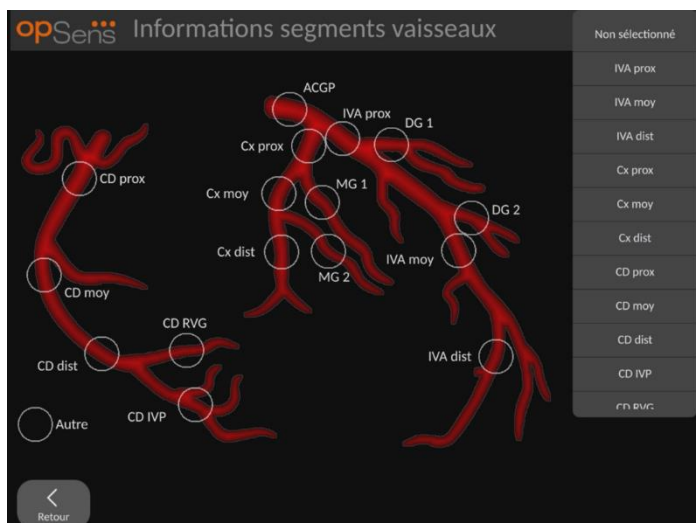 opSens Informations segments vaisseaux
ACGP
IVA prox
DG 1
Cx prox
CD prox
Cx moy
MG 1
DG 2
Cx dist
MG 2
IVA moy
CD moy
CD RVG
CD dist
IVA dist
CD IVP
Autre
Retour
Non sélectionné
IVA prox
IVA moy
IVA dist
Cx prox
Cx moy
Cx dist
CD prox
CD moy
CD dist
CD IVP
CD RVG